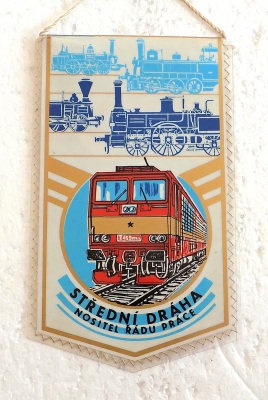 STŘEDNÍ DRÁHA
NOSITEL ŘÁDU PRÁCE